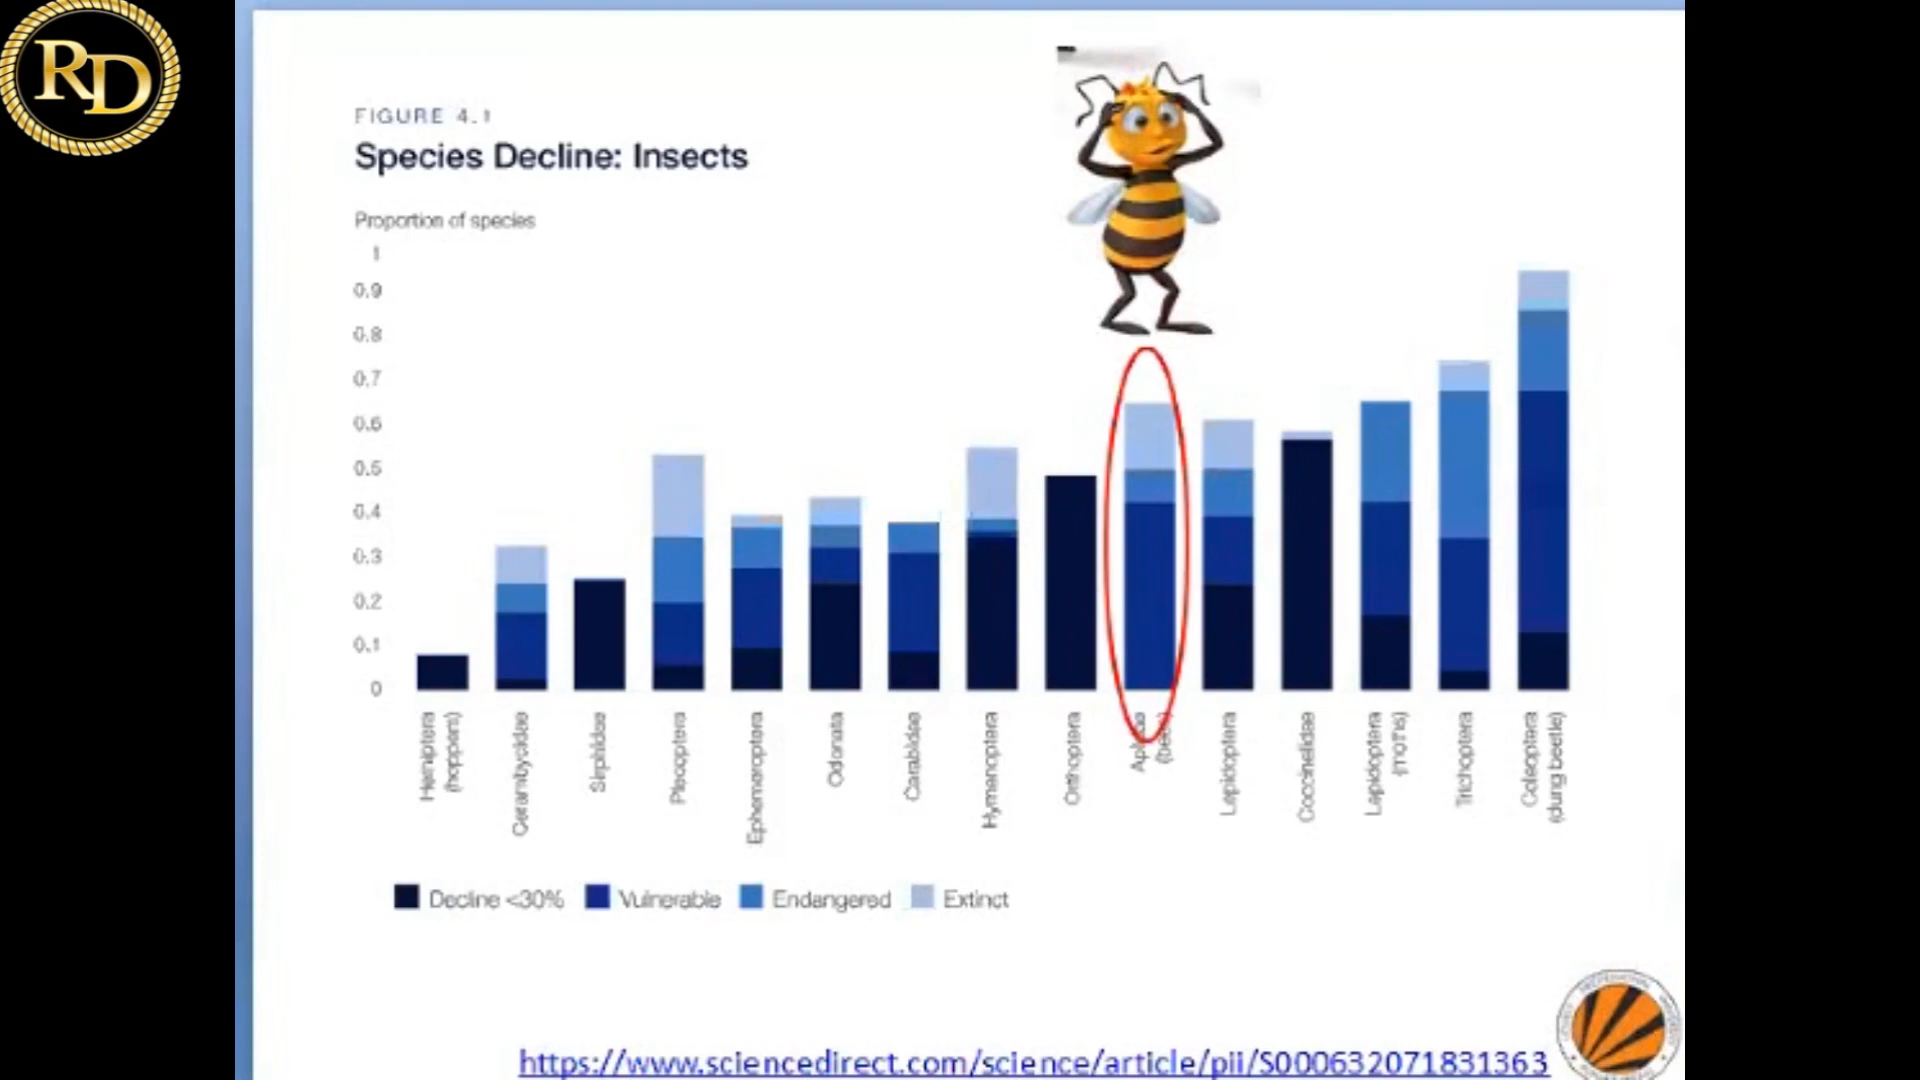 RD
FIGURE 4.1
Species Decline: Insects
Proportion of species
1
0.9
0.8
0.7
0.6
0.5
0.4
0.3
0.2
0.1
0
Hemiptera
(hoppers)
Cerambycidae
Sirphidae
Plecoptera
Ephemeroptera
Odonata
Carabidae
Hymenoptera
Orthoptera
Lepidoptera
Coccinelidae
Lepidoptera
(moths)
Trichoptera
Coleoptera
(dung beetle)
Decline <30%
Vulnerable
Endangered
Extinct
https://www.sciencedirect.com/science/article/pii/S000632071831363